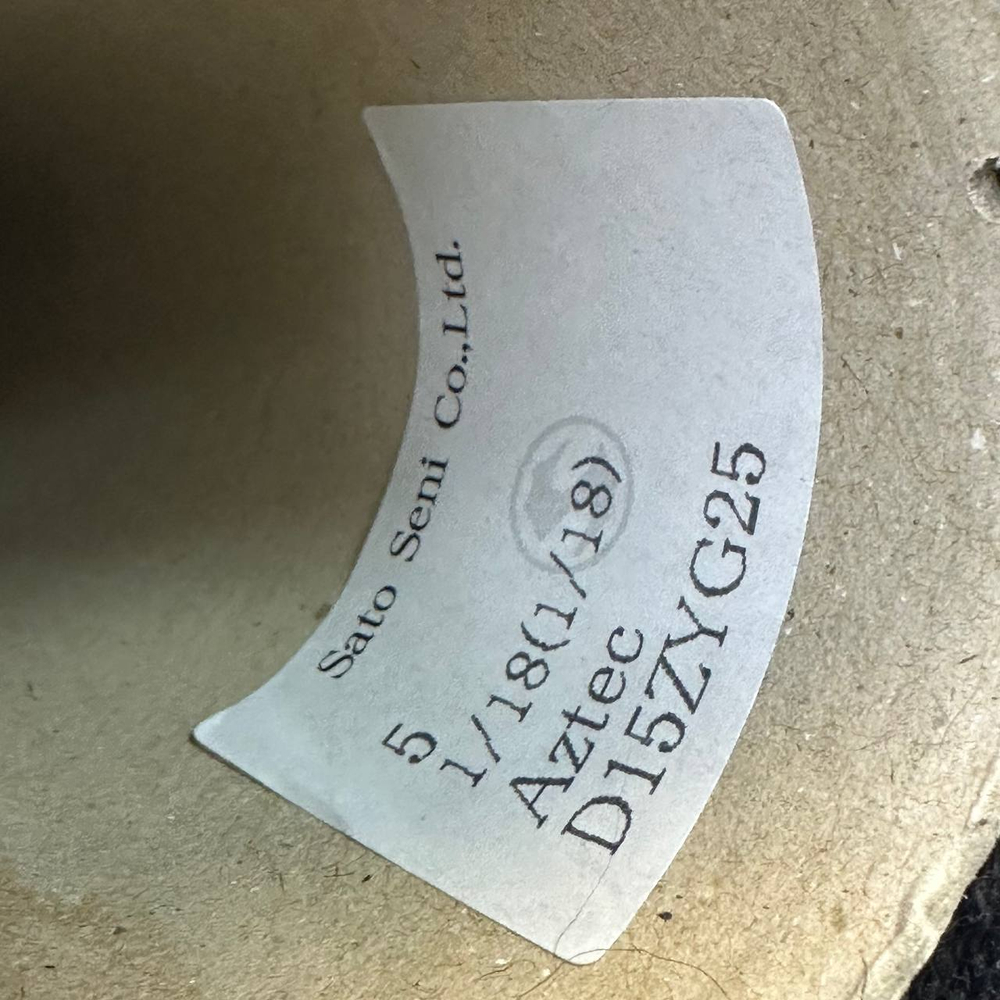 Sato Seni Co.,Ltd.
5
1/18(1/18)
Aztec
D15ZYG25